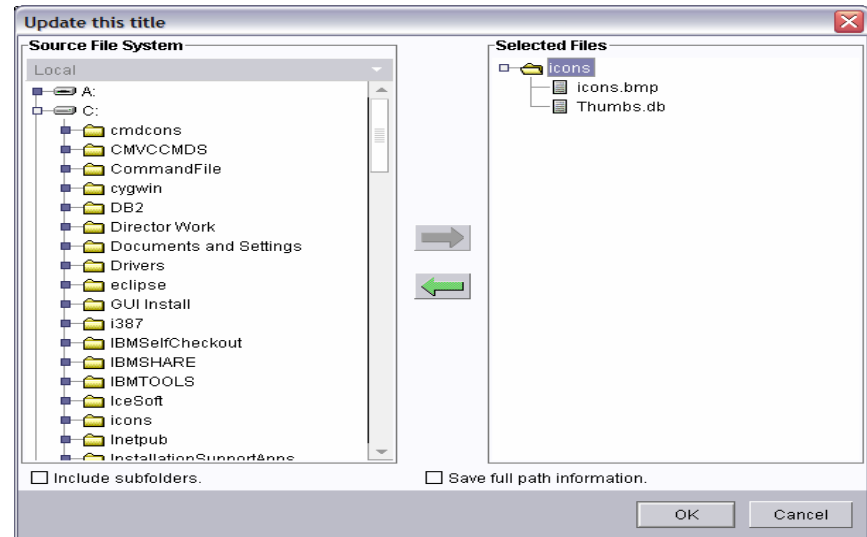 Update this title
Source File System
Local
A:
C:
cmdcons
CMVCCMDS
CommandFile
cygwin
DB2
Director Work
Documents and Settings
Drivers
eclipse
GUI Install
i387
IBMSelfCheckout
IBMSHARE
IBMTOOLS
IceSoft
icons
Inetpub
InstallationSupportApps
Include subfolders.
Selected Files
icons
icons.bmp
Thumbs.db
Save full path information.
OK
Cancel